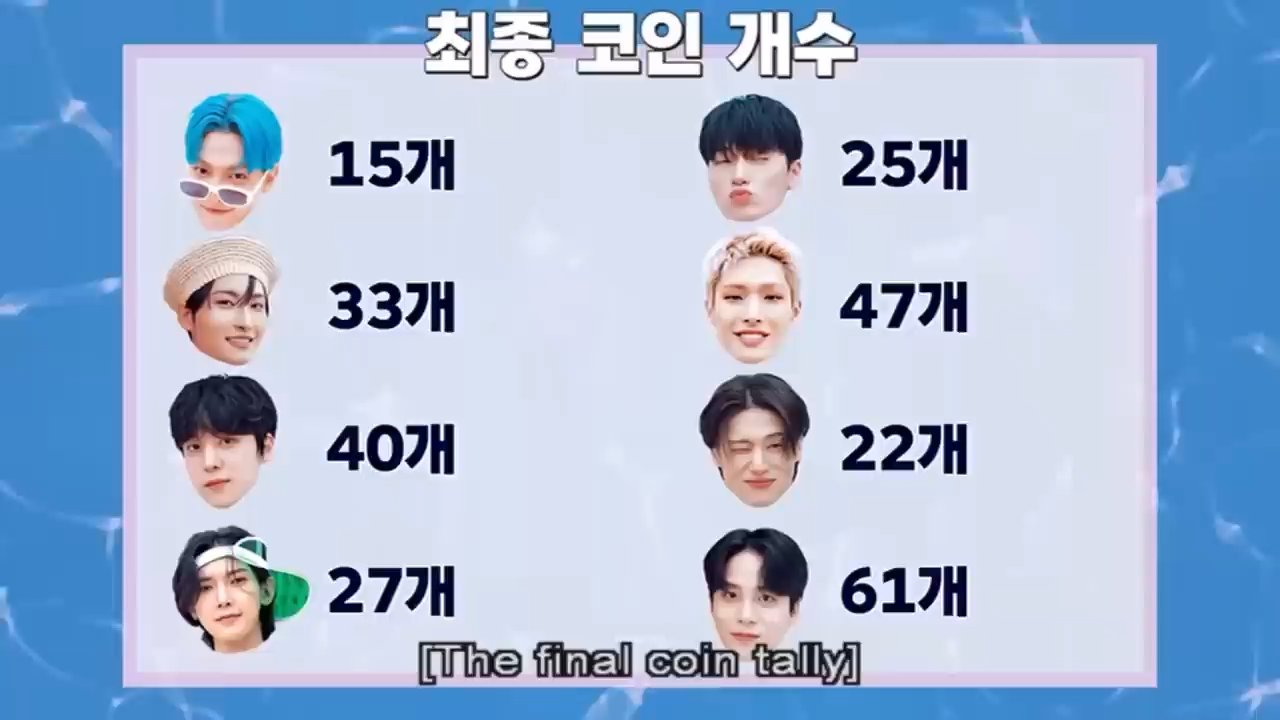 최종 코인 개수
15개 25개
33개 47개
40개 22개
27개 61개
[The final coin tally]